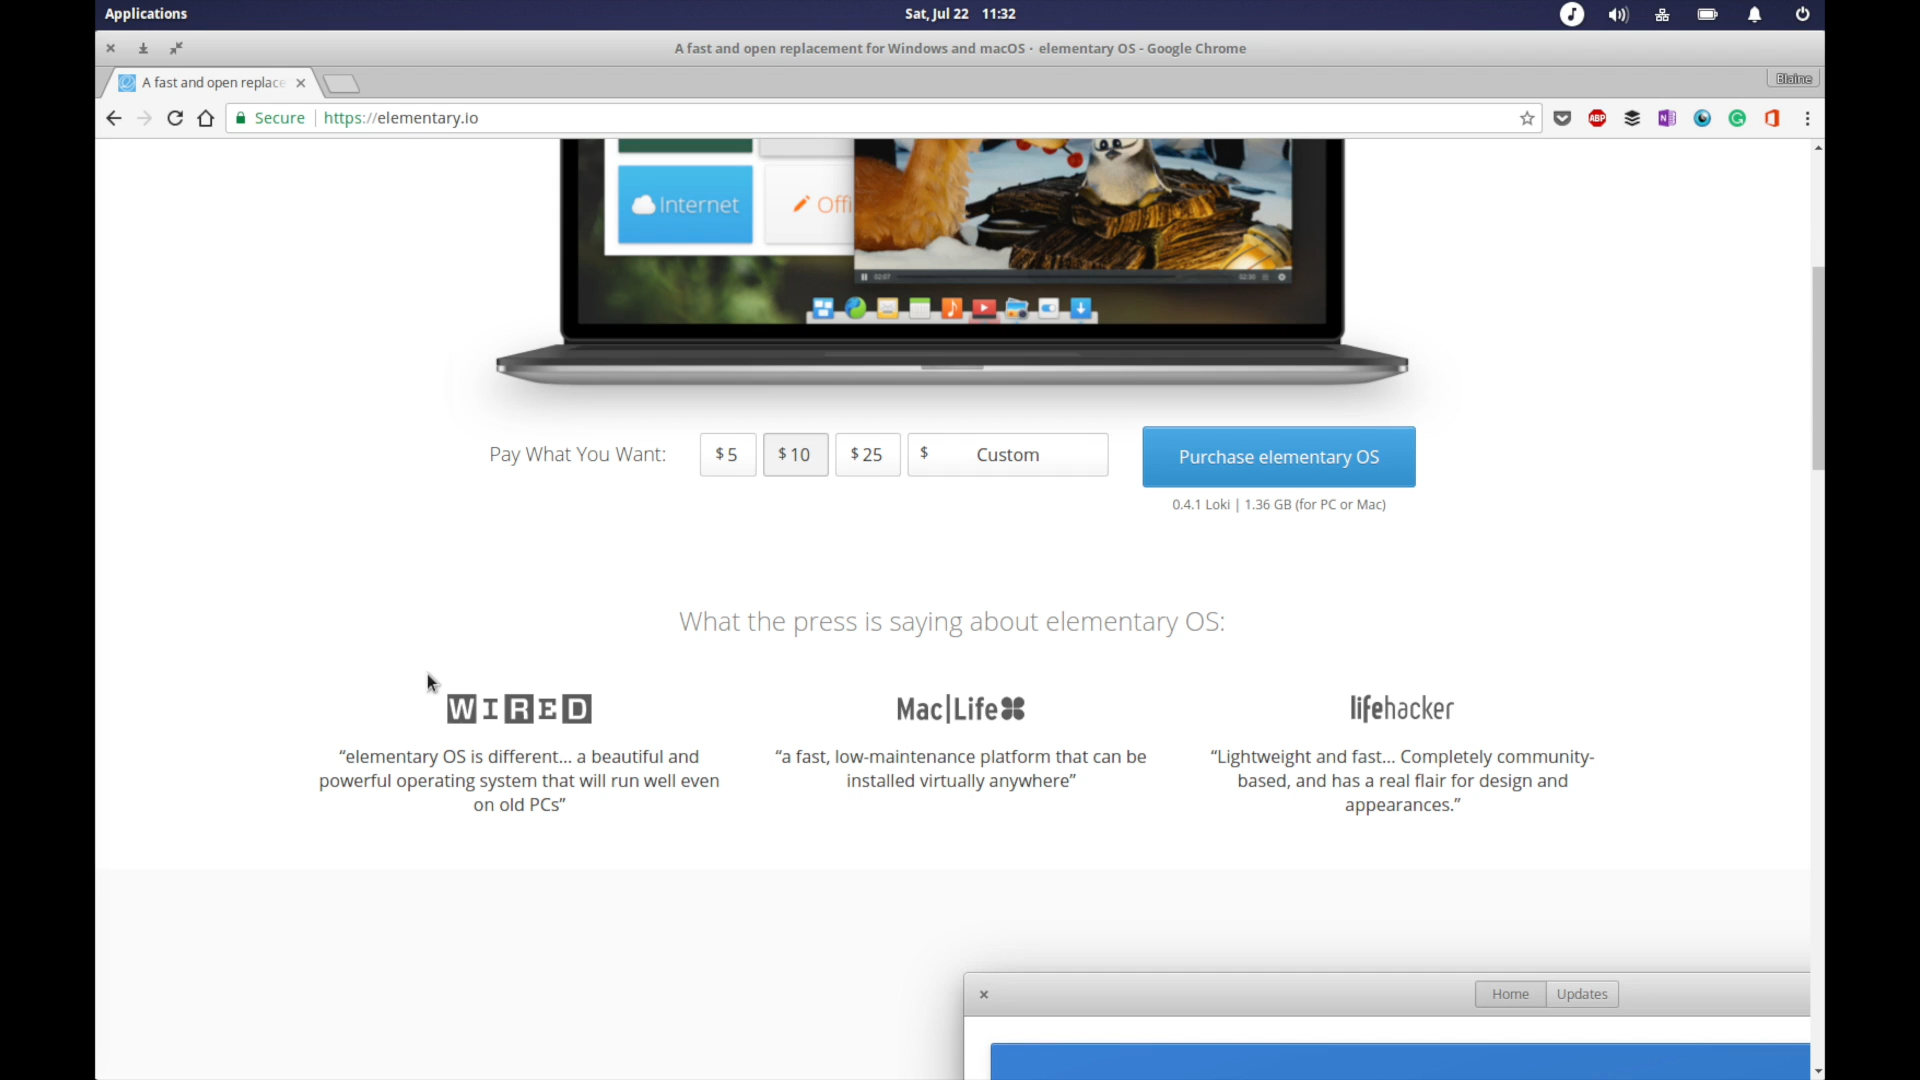 Applications
Sat, Jul 22 11:32
A fast and open replacement for Windows and macOS · elementary OS - Google Chrome
A fast and open replace
Blaine
Secure
https://elementary.io
ABP
N
G
Internet
Offi
02:07
02:30
Pay What You Want:
$ 5
$ 10
$ 25
$ Custom
Purchase elementary OS
0.4.1 Loki | 1.36 GB (for PC or Mac)
What the press is saying about elementary OS:
WIRED
Mac|Life
lifehacker
“elementary OS is different... a beautiful and
powerful operating system that will run well even
on old PCs”
“a fast, low-maintenance platform that can be
installed virtually anywhere”
“Lightweight and fast... Completely community-
based, and has a real flair for design and
appearances.”
Home
Updates